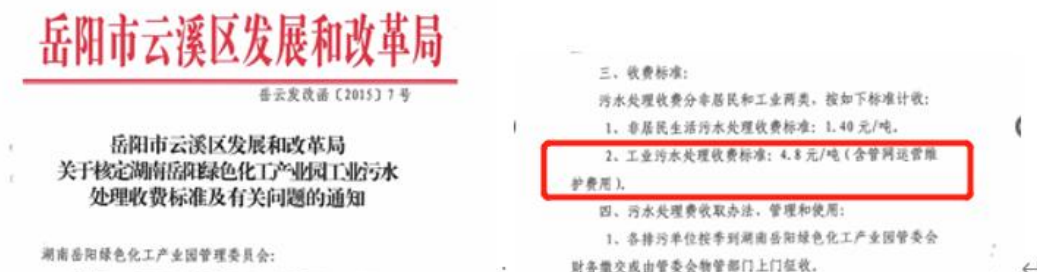 岳阳市云溪区发展和改革局
岳云发改函〔2015〕7号
岳阳市云溪区发展和改革局
关于核定湖南岳阳绿色化工产业园工业污水
处理收费标准及有关问题的通知
湖南岳阳绿色化工产业园管理委员会:
三、收费标准:
污水处理收费分非居民和工业两类,按如下标准计收:
1、非居民生活污水处理收费标准:1.40元/吨。
2、工业污水处理收费标准:4.8元/吨(含管网运营维
护费用)。
四、污水处理费收取办法、管理和使用:
1、各排污单位按季到湖南岳阳绿色化工产业园管委会
财务缴交或由管委会物管部门上门征收。